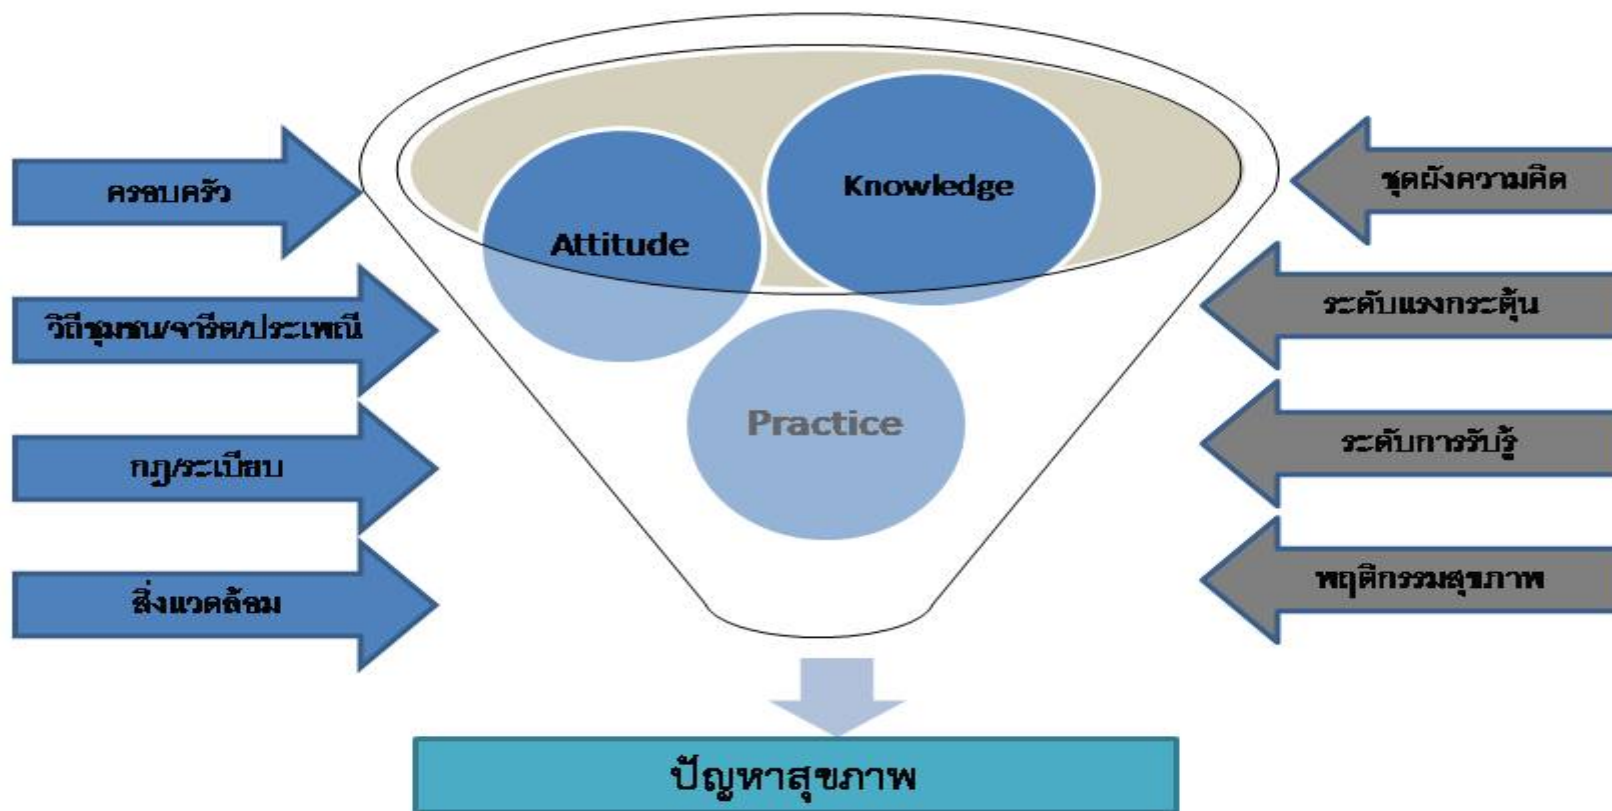 Knowledge
ครอบครัว
ชุดผังความคิด
Attitude
วิถีชุมชน/จารีต/ประเพณี
ระดับแรงกระตุ้น
Practice
กฎ/ระเบียบ
ระดับการรับรู้
สิ่งแวดล้อม
พฤติกรรมสุขภาพ
ปัญหาสุขภาพ